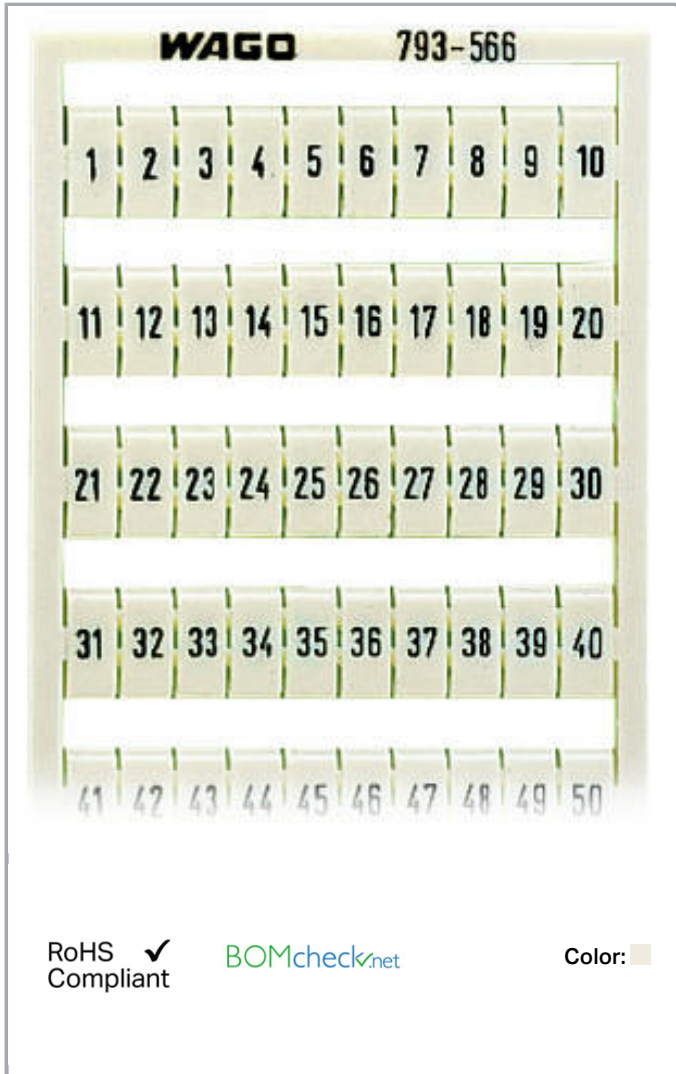 WAGO 793-566
1 2 3 4 5 6 7 8 9 10
11 12 13 14 15 16 17 18 19 20
21 22 23 24 25 26 27 28 29 30
31 32 33 34 35 36 37 38 39 40
41 42 43 44 45 46 47 48 49 50
RoHS ✓ BOMcheck.net Color:
Compliant